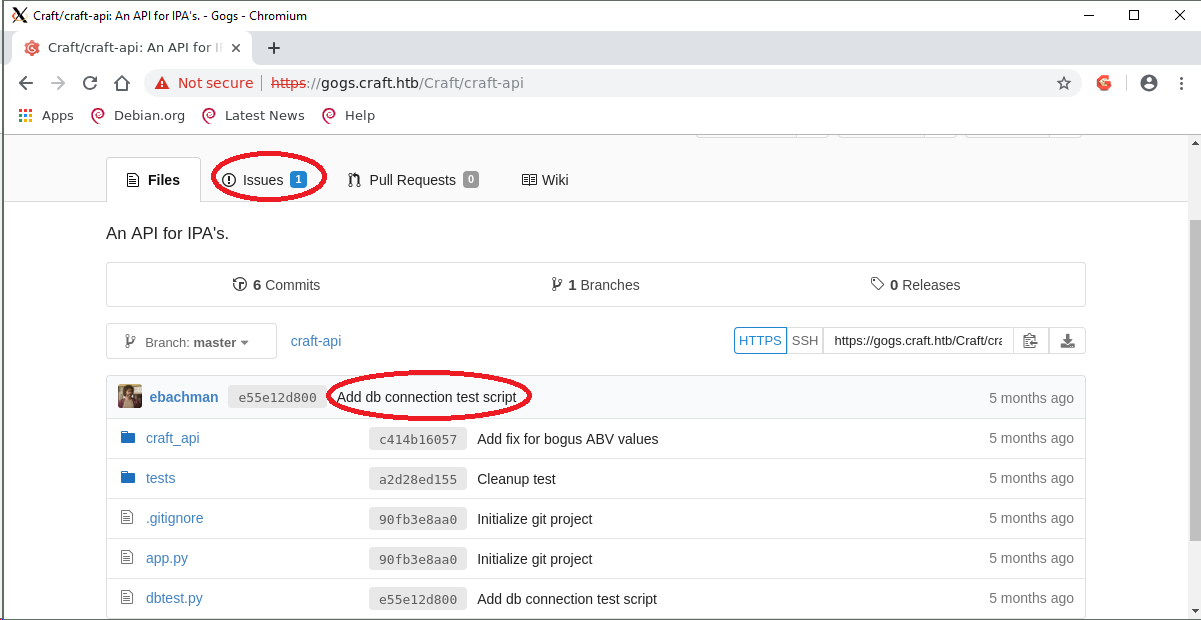 Craft/craft-api: An API for IPA's. - Gogs - Chromium
Craft/craft-api: An API for I
Not secure https://gogs.craft.htb/Craft/craft-api
Apps Debian.org Latest News Help
Files Issues 1 Pull Requests 0 Wiki
An API for IPA's.
6 Commits 1 Branches 0 Releases
Branch: master craft-api HTTPS SSH https://gogs.craft.htb/Craft/cra
ebachman e55e12d800 Add db connection test script 5 months ago
craft_api c414b16057 Add fix for bogus ABV values 5 months ago
tests a2d28ed155 Cleanup test 5 months ago
.gitignore 90fb3e8aa0 Initialize git project 5 months ago
app.py 90fb3e8aa0 Initialize git project 5 months ago
dbtest.py e55e12d800 Add db connection test script 5 months ago